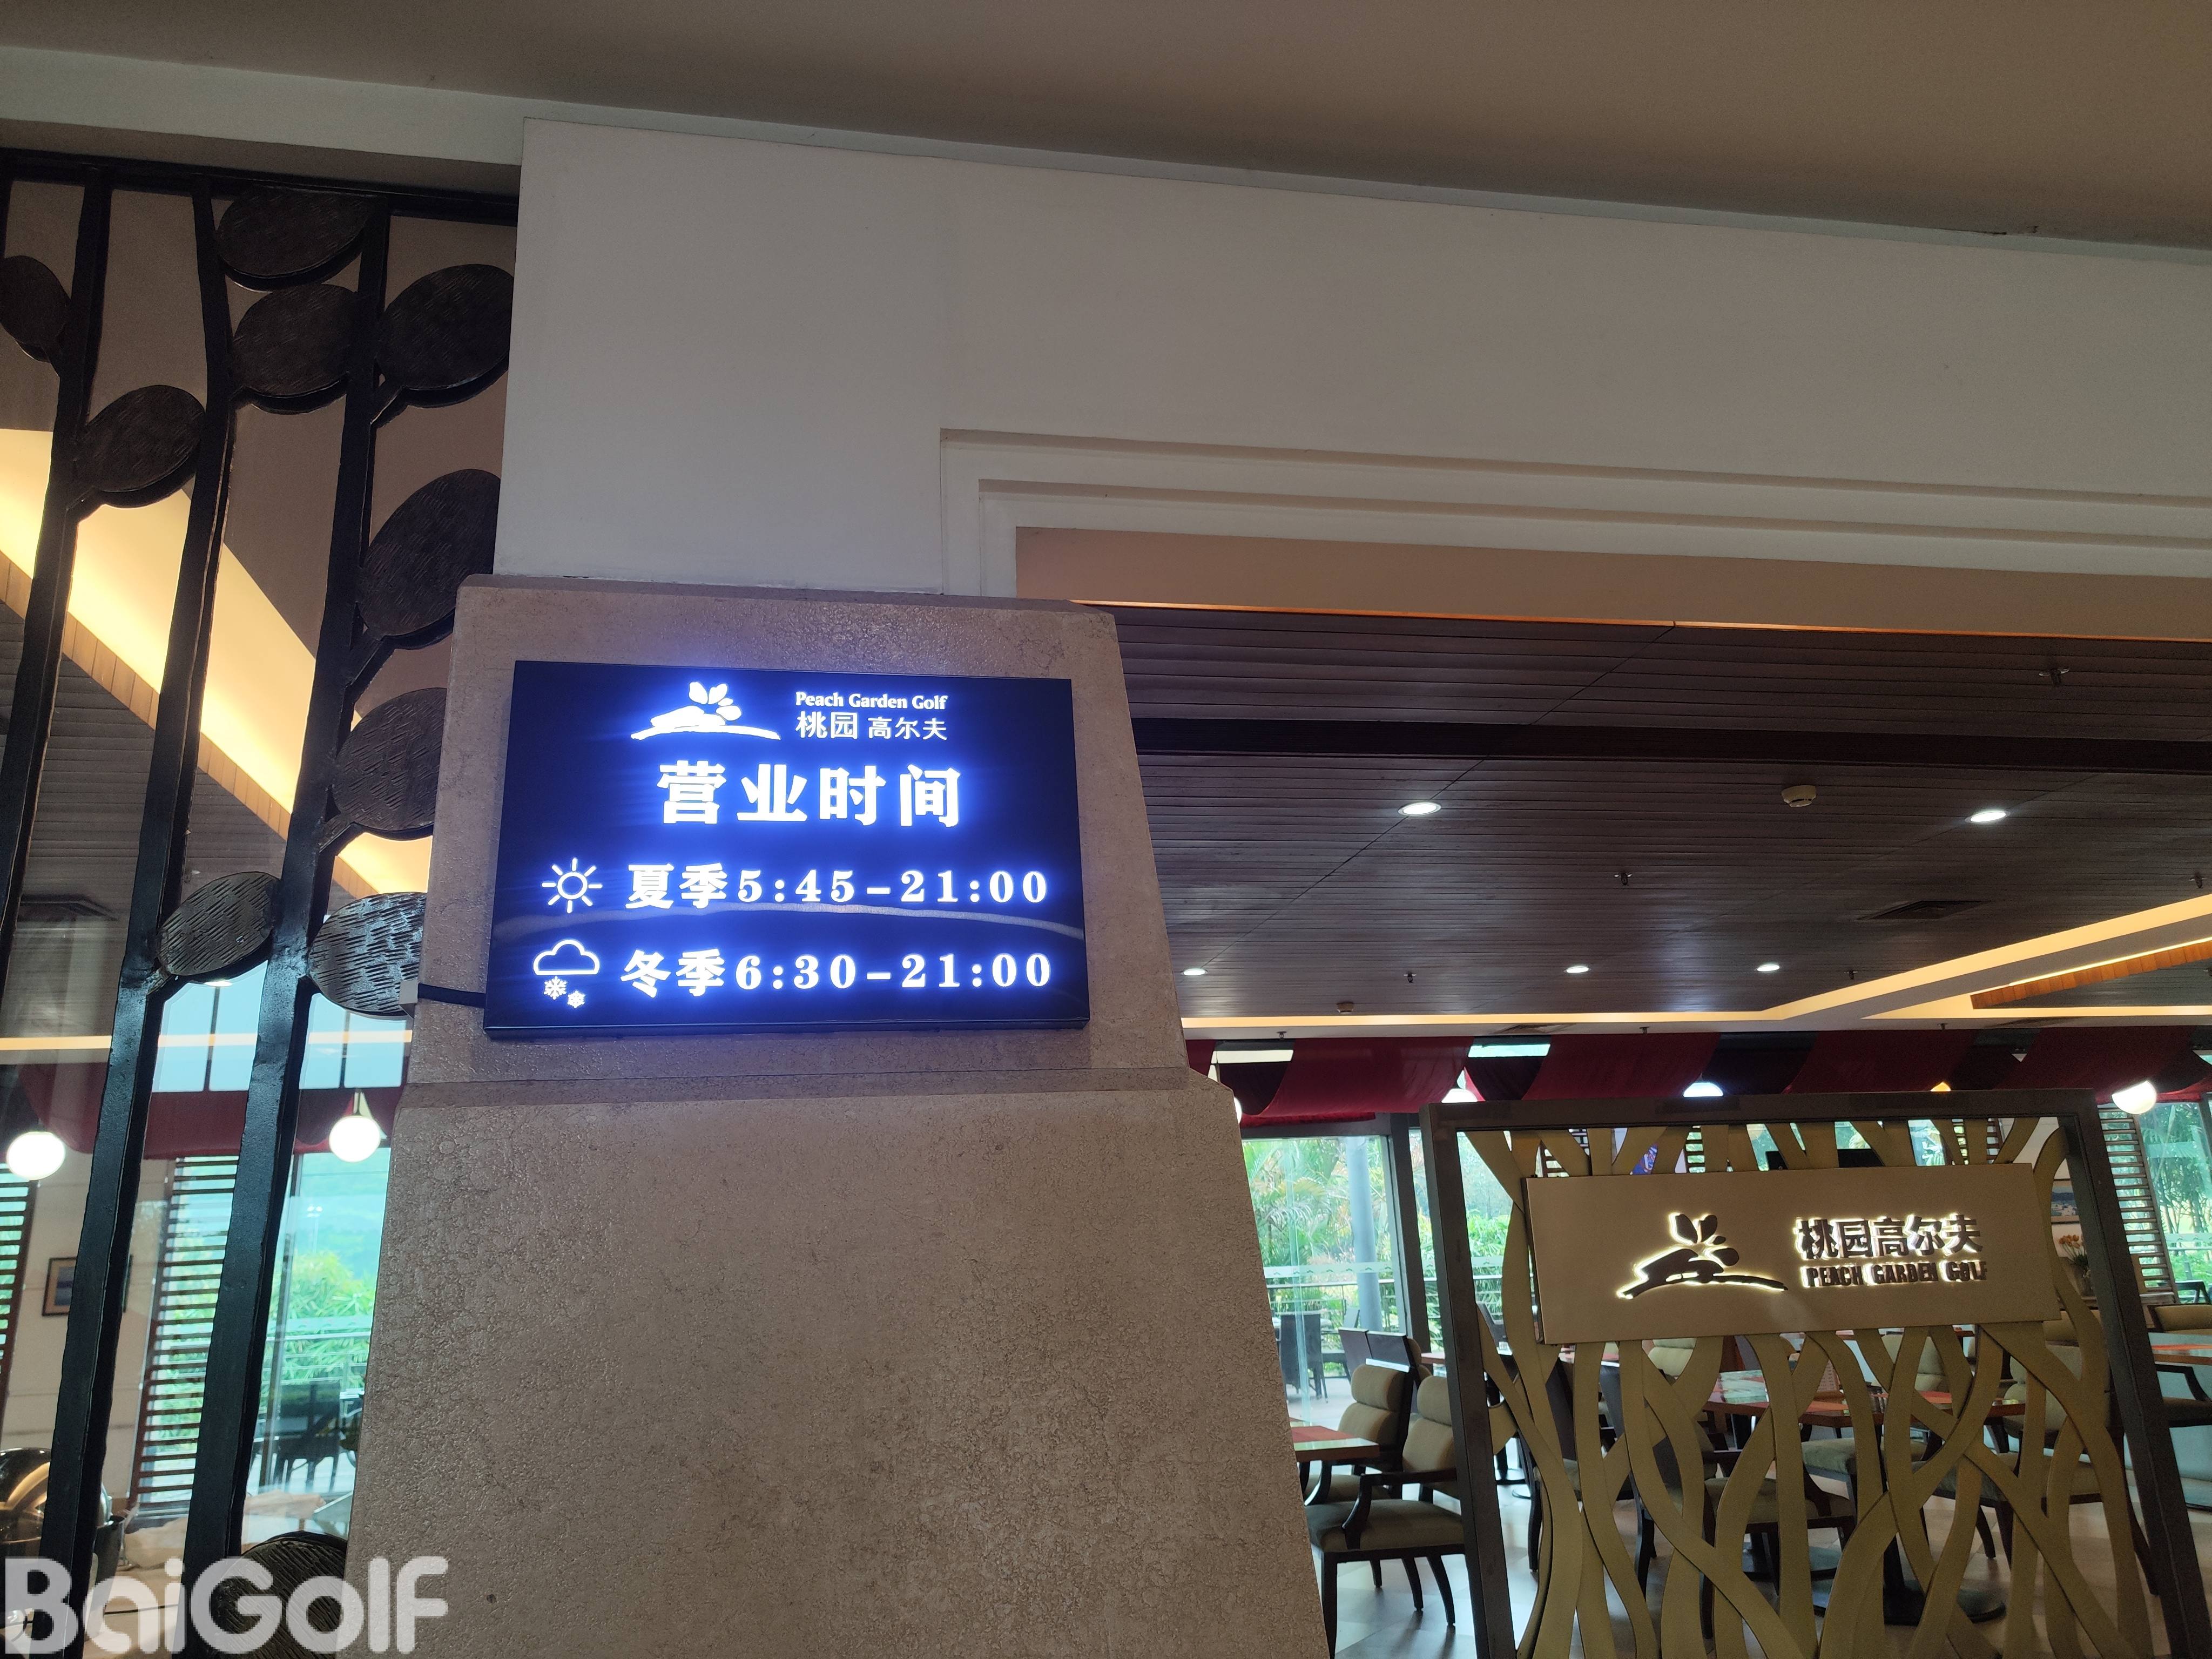 Peach Garden Golf
桃园 高尔夫
营业时间
夏季5:45-21:00
冬季6:30-21:00
桃园高尔夫
PEACH GARDEN GOLF
BaiGolf